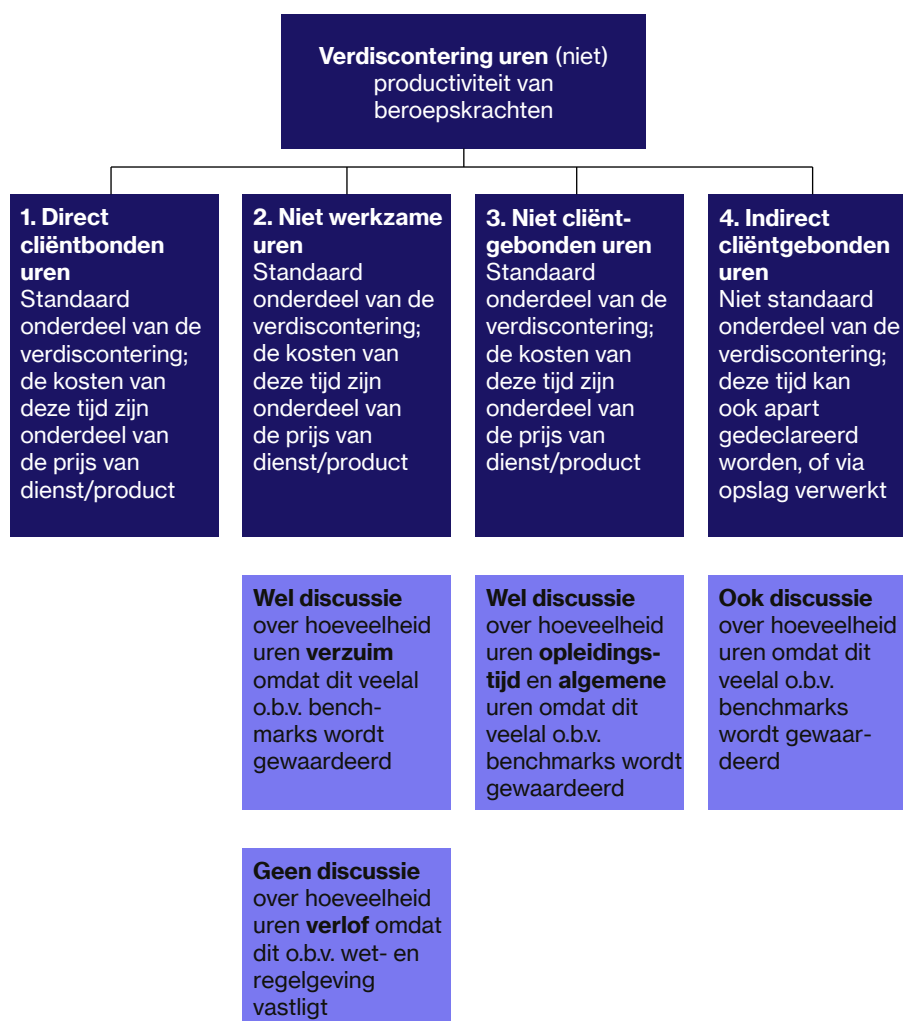 Verdiscontering uren (niet)
productiviteit van
beroepskrachten
1. Direct
cliëntbonden
uren
Standaard
onderdeel van de
verdiscontering;
de kosten van
deze tijd zijn
onderdeel van
de prijs van
dienst/product
2. Niet werkzame
uren
Standaard
onderdeel van de
verdiscontering;
de kosten van
deze tijd zijn
onderdeel van
de prijs van
dienst/product
3. Niet cliënt-
gebonden uren
Standaard
onderdeel van de
verdiscontering;
de kosten van
deze tijd zijn
onderdeel van
de prijs van
dienst/product
4. Indirect
cliëntgebonden
uren
Niet standaard
onderdeel van de
verdiscontering;
deze tijd kan
ook apart
gedeclareerd
worden, of via
opslag verwerkt
Wel discussie
over hoeveelheid
uren verzuim
omdat dit veelal
o.b.v. bench-
marks wordt
gewaardeerd
Wel discussie
over hoeveelheid
uren opleidings-
tijd en algemene
uren omdat dit
veelal o.b.v.
benchmarks wordt
gewaardeerd
Ook discussie
over hoeveelheid
uren omdat dit
veelal o.b.v.
benchmarks
wordt gewaar-
deerd
Geen discussie
over hoeveelheid
uren verlof omdat
dit o.b.v. wet- en
regelgeving
vastligt